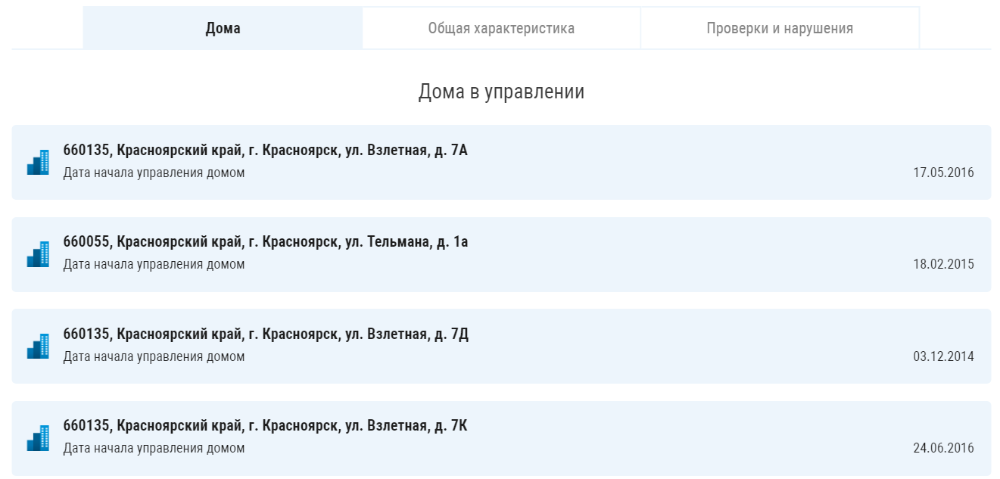 Дома
Общая характеристика
Проверки и нарушения
Дома в управлении
660135, Красноярский край, г. Красноярск, ул. Взлетная, д. 7А
Дата начала управления домом
17.05.2016
660055, Красноярский край, г. Красноярск, ул. Тельмана, д. 1а
Дата начала управления домом
18.02.2015
660135, Красноярский край, г. Красноярск, ул. Взлетная, д. 7Д
Дата начала управления домом
03.12.2014
660135, Красноярский край, г. Красноярск, ул. Взлетная, д. 7К
Дата начала управления домом
24.06.2016